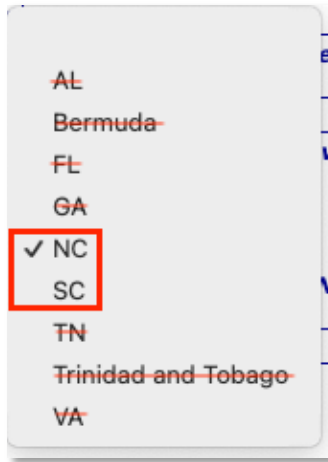 AL
Bermuda
FL
GA
✓ NC
SC
TN
Trinidad and Tobago
VA